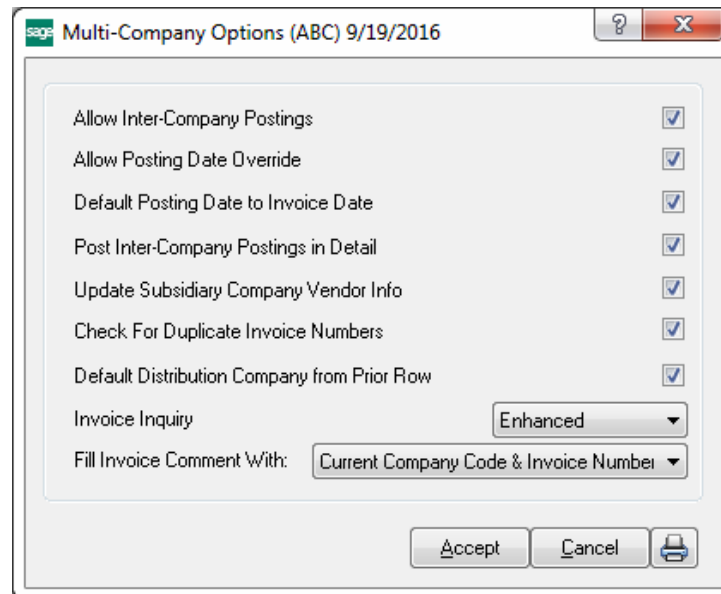 sage Multi-Company Options (ABC) 9/19/2016
Allow Inter-Company Postings
Allow Posting Date Override
Default Posting Date to Invoice Date
Post Inter-Company Postings in Detail
Update Subsidiary Company Vendor Info
Check For Duplicate Invoice Numbers
Default Distribution Company from Prior Row
Invoice Inquiry Enhanced
Fill Invoice Comment With: Current Company Code & Invoice Number
Accept Cancel